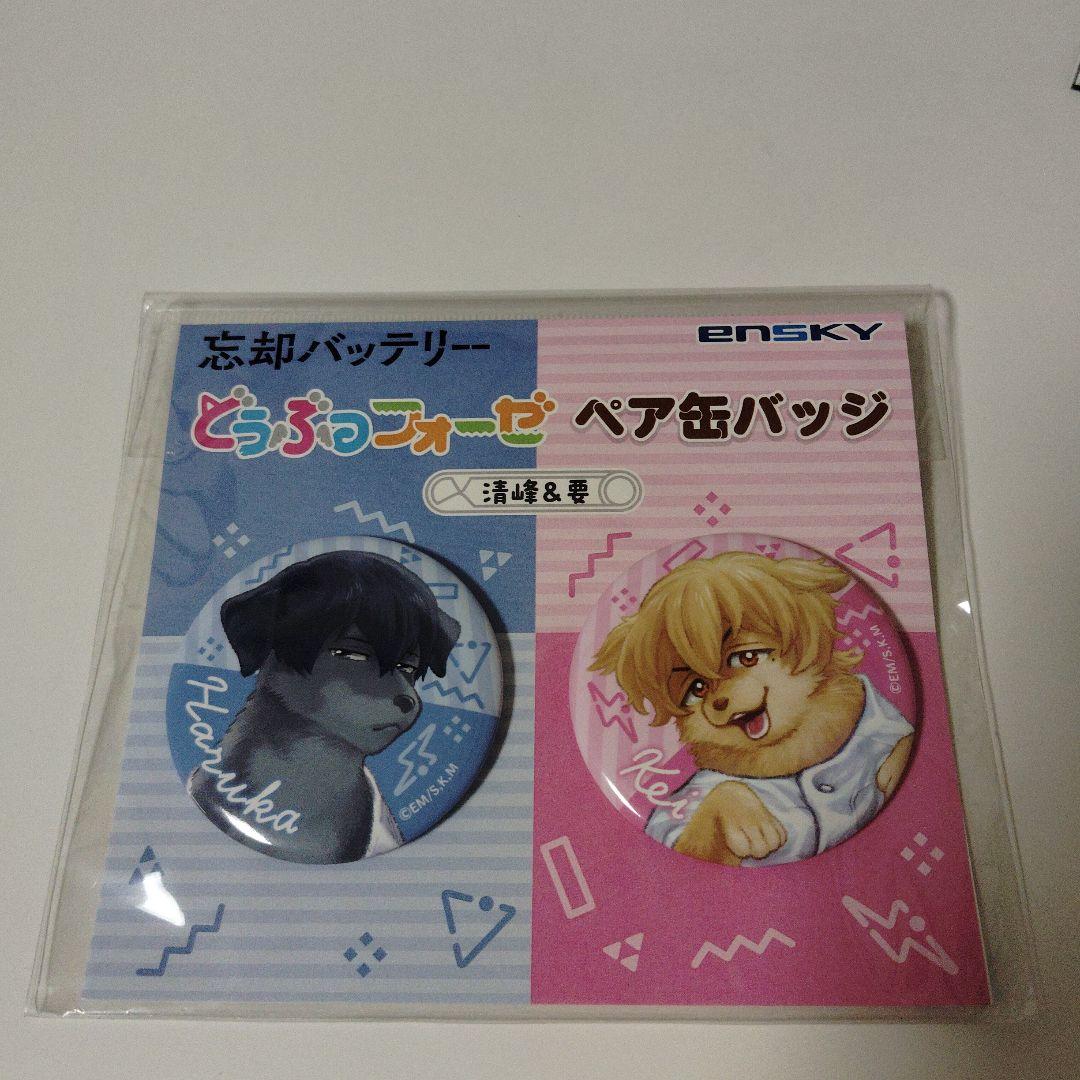 忘却バッテリー
ensky
どうぶつフォーゼ ペア缶バッジ
清峰&要
Haruka
©EM/S,K.M
Kei
©EM/S,K.M